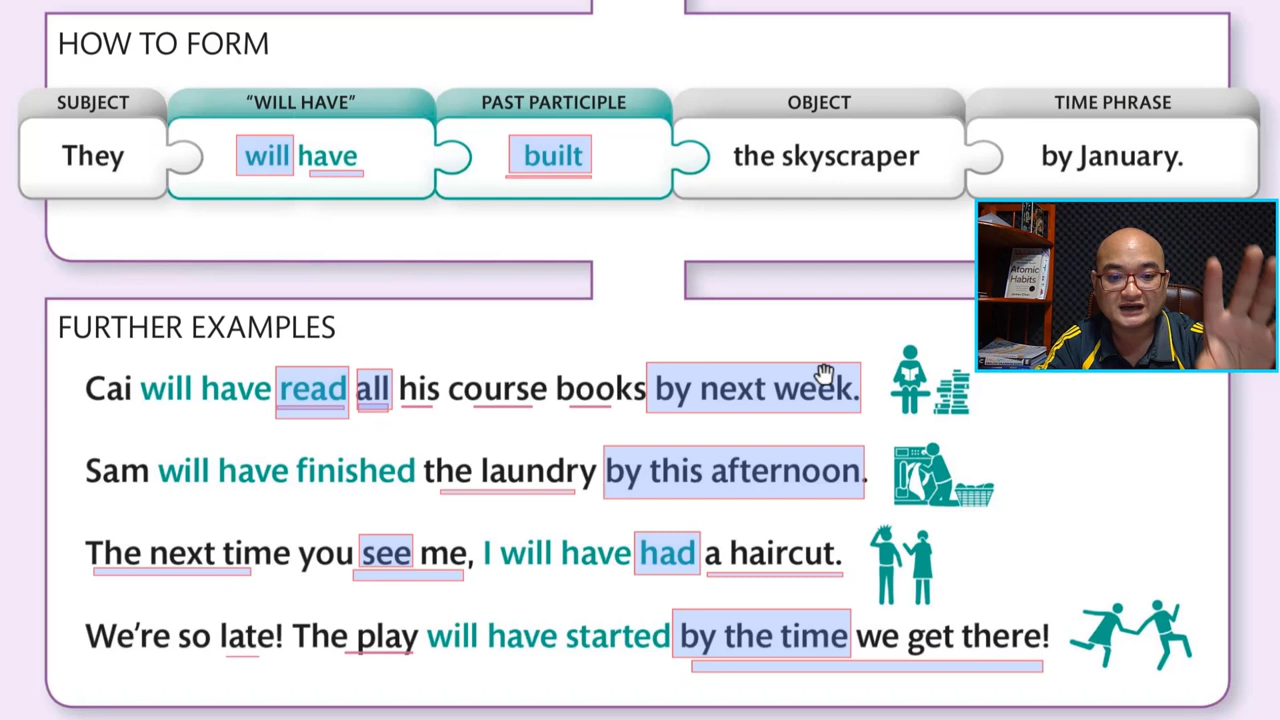 HOW TO FORM
SUBJECT "WILL HAVE" PAST PARTICIPLE OBJECT TIME PHRASE
They will have built the skyscraper by January.
Atomic
Habits
FURTHER EXAMPLES
Cai will have read all his course books by next week.
Sam will have finished the laundry by this afternoon.
The next time you see me, I will have had a haircut.
We're so late! The play will have started by the time we get there!